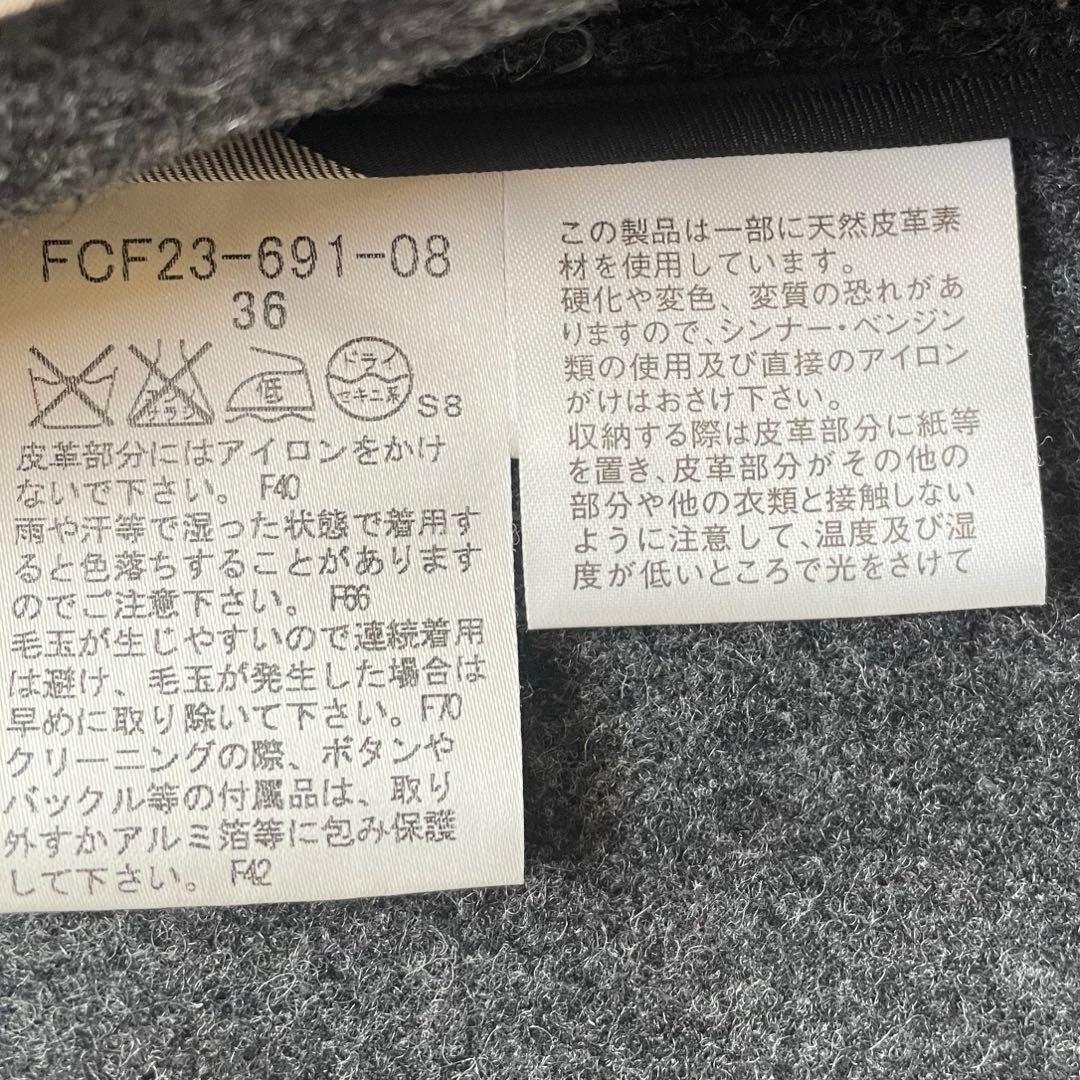 FCF23-691-08
36
エンソ
サラシ
低
ドライ
セキユ系
S8
皮革部分にはアイロンをかけ
ないで下さい。 F40
雨や汗等で湿った状態で着用す
ると色落ちすることがあります
のでご注意下さい。 F66
毛玉が生じやすいので連続着用
は避け、毛玉が発生した場合は
早めに取り除いて下さい。F70
クリーニングの際、ボタンや
バックル等の付属品は、取り
外すかアルミ箔等に包み保護
して下さい。 F42
この製品は一部に天然皮革素
材を使用しています。
硬化や変色、変質の恐れがあ
りますので、シンナー・ベンジン
類の使用及び直接のアイロン
がけはおさけ下さい。
収納する際は皮革部分に紙等
を置き、皮革部分がその他の
部分や他の衣類と接触しない
ように注意して、温度及び湿
度が低いところで光をさけて